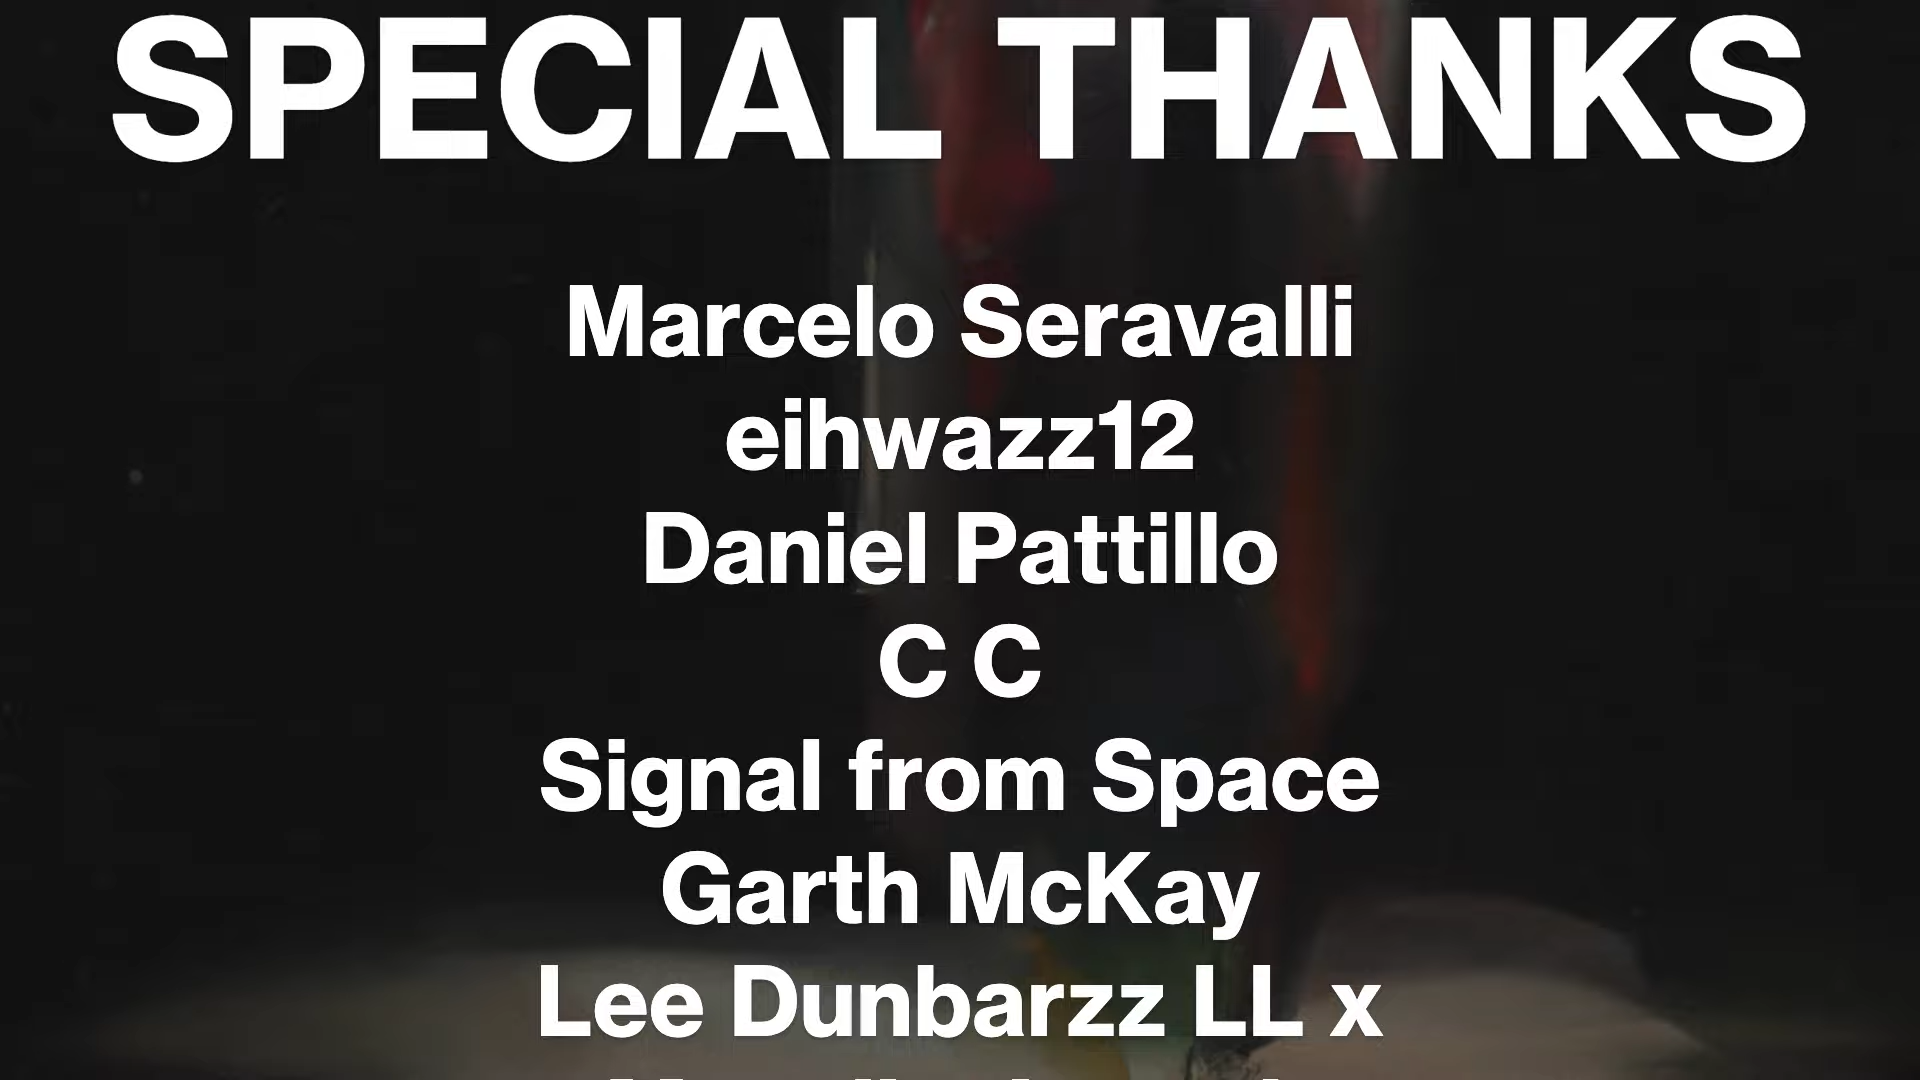 SPECIAL THANKS
Marcelo Seravalli
eihwazz12
Daniel Pattillo
C C
Signal from Space
Garth McKay
Lee Dunbarzz LL x